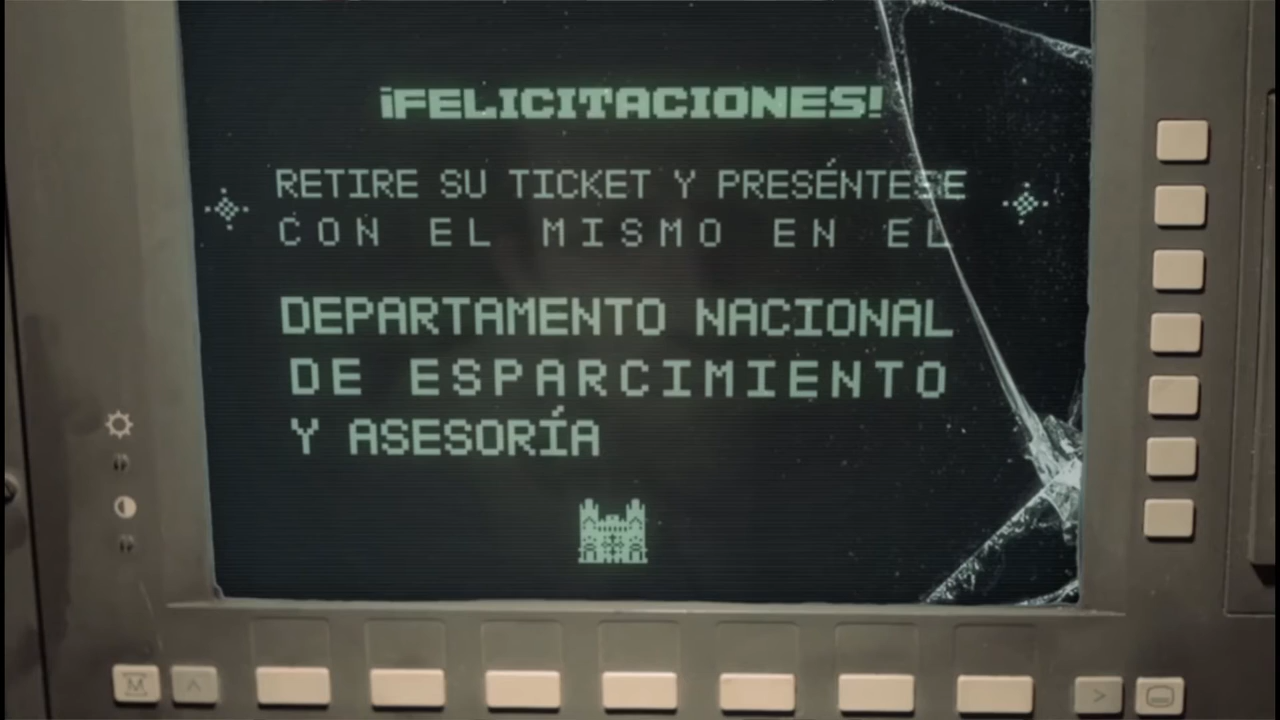 ¡FELICITACIONES!
RETIRE SU TICKET Y PRESÉNTESE
CON EL MISMO EN EL
DEPARTAMENTO NACIONAL
DE ESPARCIMIENTO
Y ASESORÍA
M